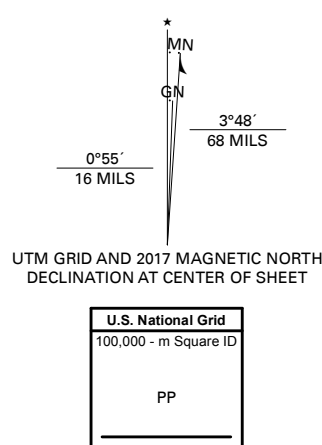 ★
MN
GN
3°48´
68 MILS
0°55´
16 MILS
UTM GRID AND 2017 MAGNETIC NORTH
DECLINATION AT CENTER OF SHEET
U.S. National Grid
100,000 - m Square ID
PP